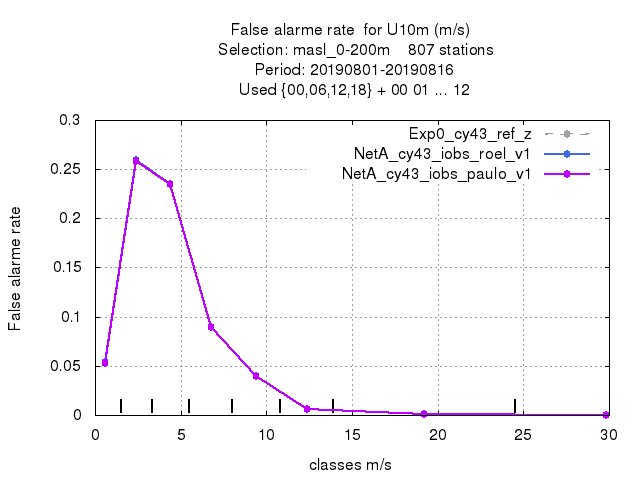 False alarme rate  for U10m (m/s)
Selection: masl_0-200m    807 stations
Period: 20190801-20190816
Used {00,06,12,18} + 00 01 ... 12
Exp0_cy43_ref_z
NetA_cy43_iobs_roel_v1
NetA_cy43_iobs_paulo_v1
False alarme rate
0.3
0.25
0.2
0.15
0.1
0.05
0
0 5 10 15 20 25 30
classes m/s